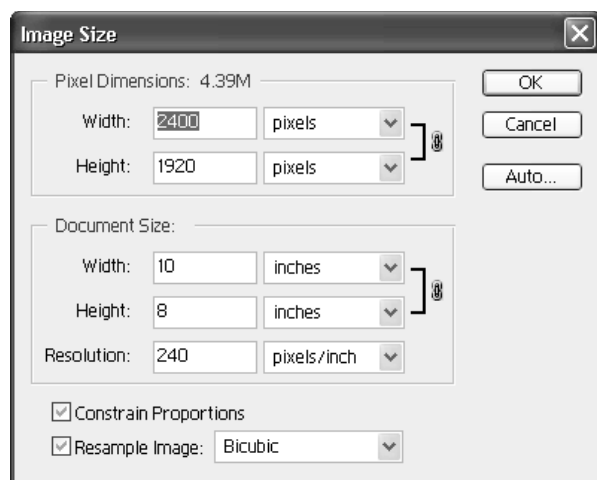 Image Size
Pixel Dimensions: 4.39M
OK
Width: 2400 pixels
Cancel
Height: 1920 pixels
Auto...
Document Size:
Width: 10 inches
Height: 8 inches
Resolution: 240 pixels/inch
Constrain Proportions
Resample Image: Bicubic